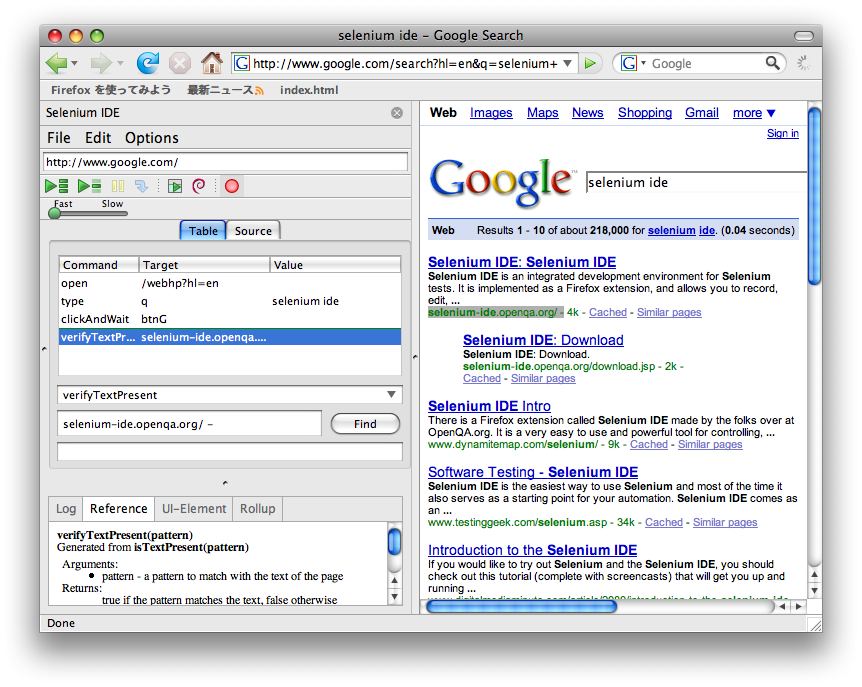 selenium ide – Google Search
http://www.google.com/search?hl=en&q=selenium+
Google
Firefox を使ってみよう 最新ニュース index.html
Selenium IDE
File Edit Options
http://www.google.com/
Fast Slow
Table Source
Command Target Value
open /webhp?hl=en
type q selenium ide
clickAndWait btnG
verifyTextPr... selenium-ide.openqa....
verifyTextPresent
selenium-ide.openqa.org/ –
Find
Log Reference UI-Element Rollup
verifyTextPresent(pattern)
Generated from isTextPresent(pattern)
Arguments:
• pattern - a pattern to match with the text of the page
Returns:
true if the pattern matches the text, false otherwise
Done
Web Images Maps News Shopping Gmail more ▼
Sign in
Google™
selenium ide
Web Results 1 - 10 of about 218,000 for selenium ide. (0.04 seconds)
Selenium IDE: Selenium IDE
Selenium IDE is an integrated development environment for Selenium
tests. It is implemented as a Firefox extension, and allows you to record,
edit, ...
selenium-ide.openqa.org/ - 4k - Cached - Similar pages
Selenium IDE: Download
Selenium IDE: Download.
selenium-ide.openqa.org/download.jsp - 2k -
Cached - Similar pages
Selenium IDE Intro
There is a Firefox extension called Selenium IDE made by the folks over at
OpenQA.org. It is a very easy to use and powerful tool for controlling, ...
www.dynamitemap.com/selenium/ - 9k - Cached - Similar pages
Software Testing - Selenium IDE
Selenium IDE is the easiest way to use Selenium and most of the time it
also serves as a starting point for your automation. Selenium IDE comes as
an ...
www.testinggeek.com/selenium.asp - 34k - Cached - Similar pages
Introduction to the Selenium IDE
If you would like to try out Selenium and the Selenium IDE, you should
check out this tutorial (complete with screencasts) that will get you up and
running ...